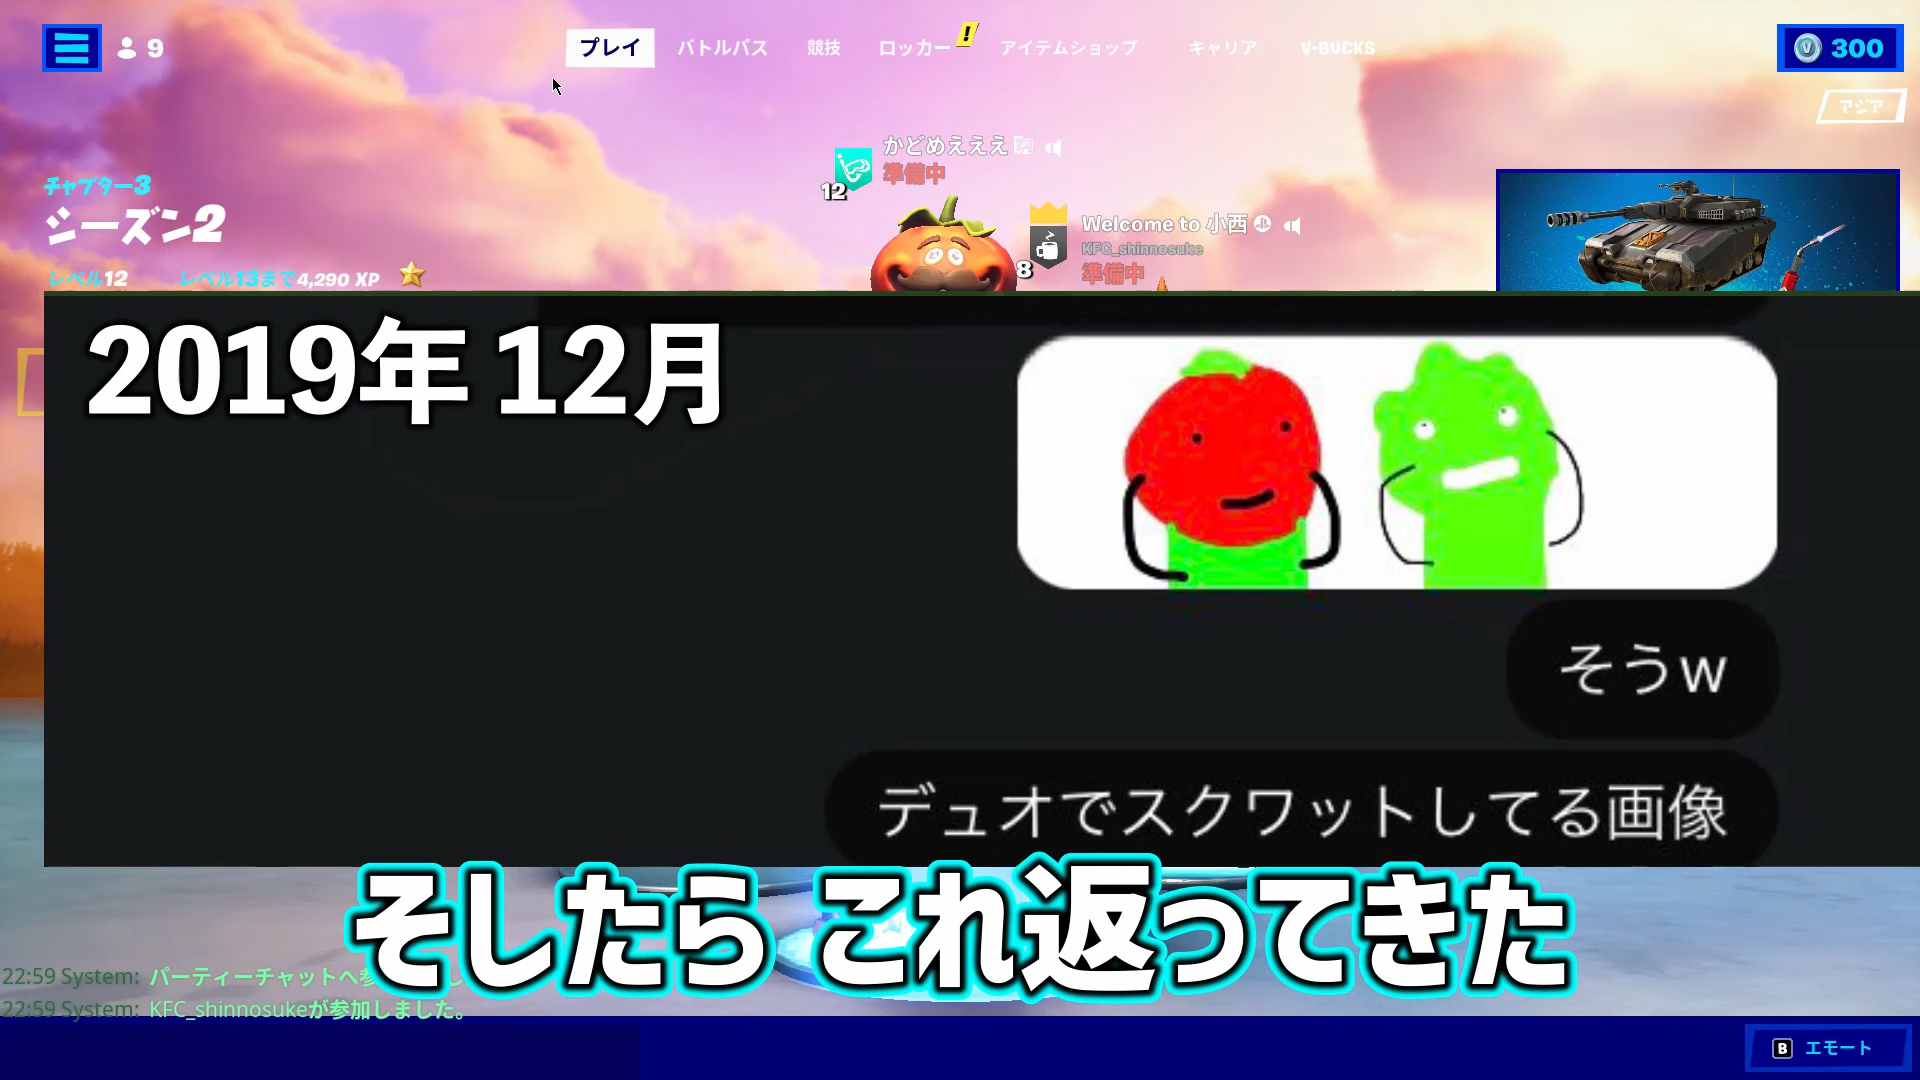 9
プレイ
バトルパス
競技
ロッカー
!
アイテムショップ
キャリア
V-BUCKS
300
アジア
かどめえええ
準備中
12
Welcome to 小西
KFC_shinnosuke
準備中
8
チャプター3
シーズン2
レベル12 レベル13まで4,290 XP
2019年 12月
そうw
デュオでスクワットしてる画像
そしたら これ返ってきた
22:59 System: パーティーチャットへ参
22:59 System: KFC_shinnosukeが参加しました。
B エモート